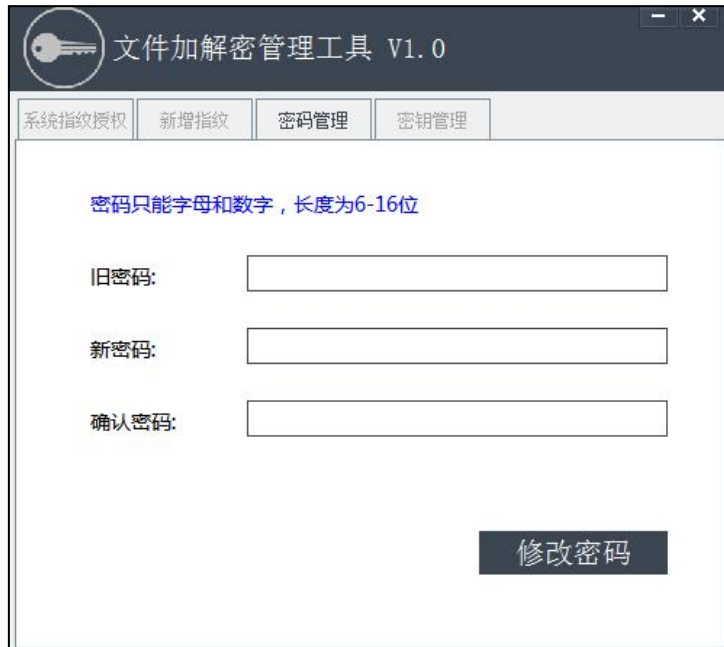 文件加解密管理工具 V1.0
系统指纹授权 新增指纹 密码管理 密钥管理
密码只能字母和数字，长度为6-16位
旧密码:
新密码:
确认密码:
修改密码